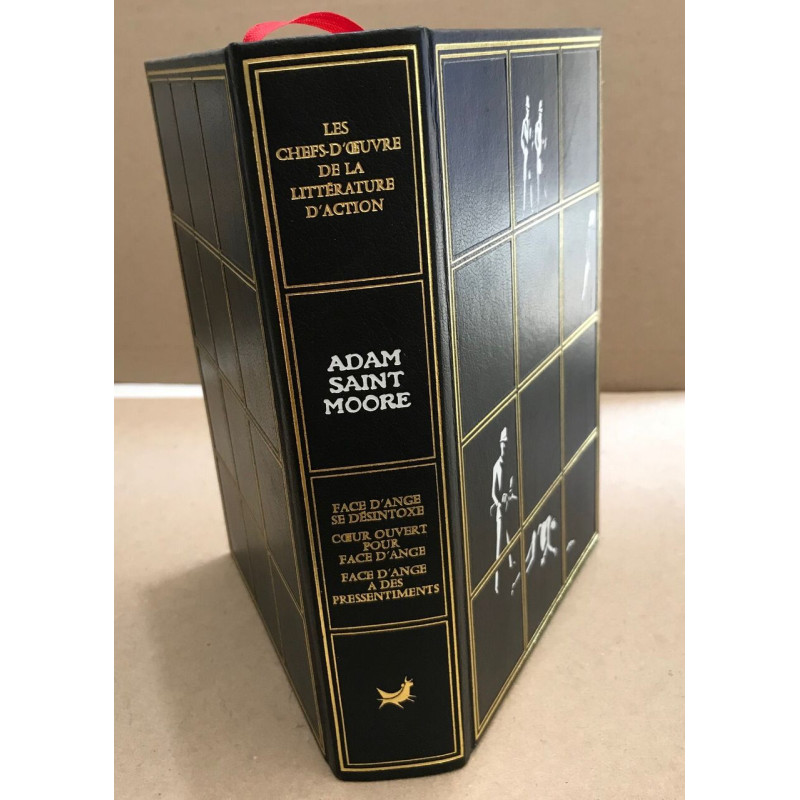 LES
CHEFS-D'ŒUVRE
DE LA
LITTÉRATURE
D'ACTION
ADAM
SAINT
MOORE
FACE D'ANGE
SE DÉSINTOXE
CŒUR OUVERT
POUR
FACE D'ANGE
FACE D'ANGE
A DES
PRESSENTIMENTS